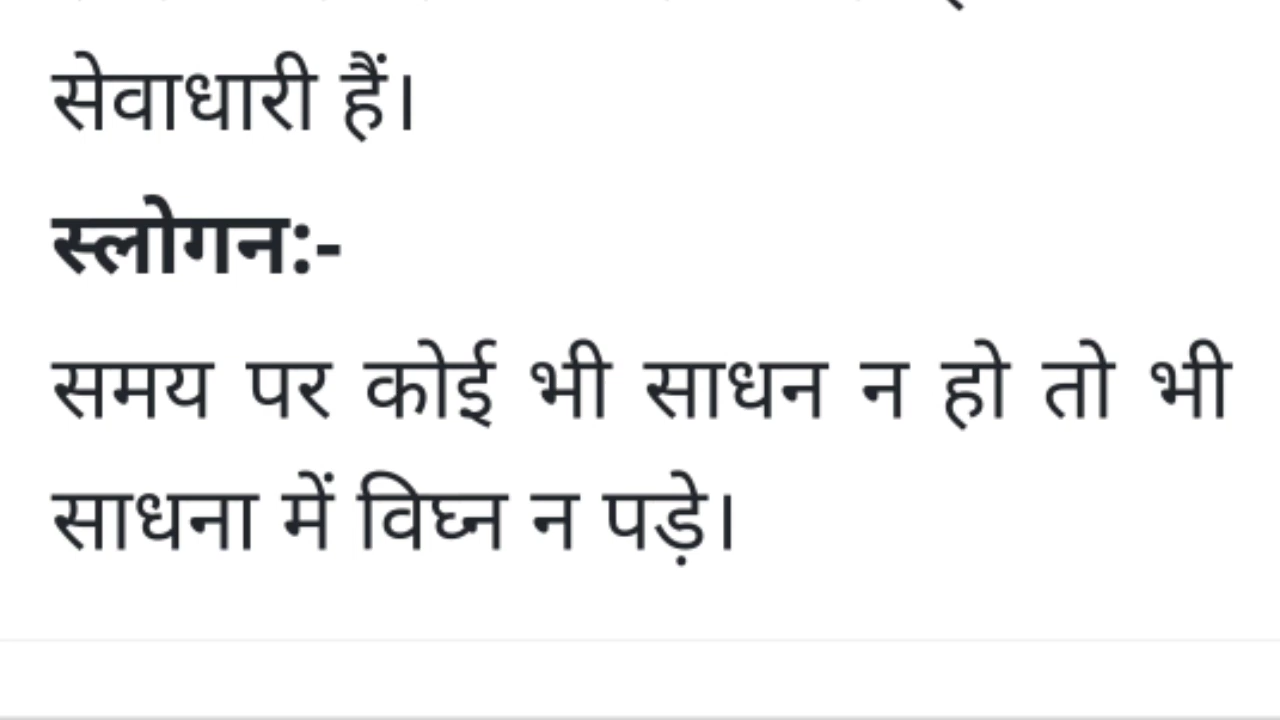 सेवाधारी हैं।
स्लोगन:-
समय पर कोई भी साधन न हो तो भी
साधना में विघ्न न पड़े।